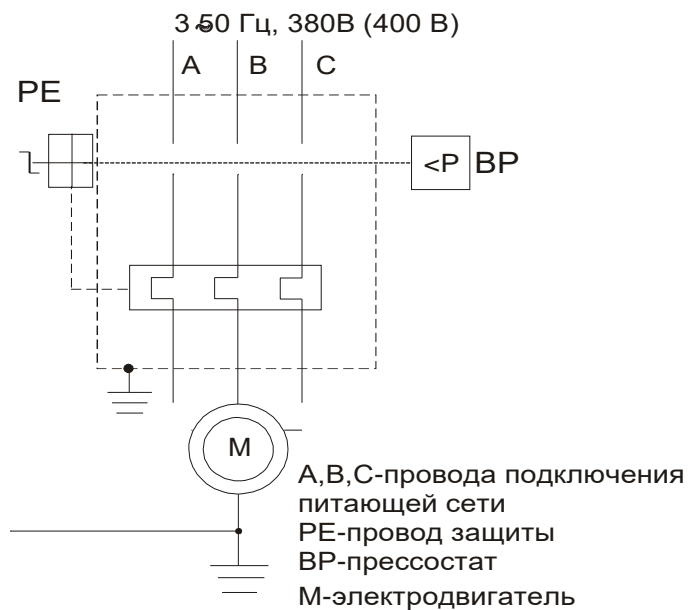 3 ~50 Гц, 380В (400 В)
A B C
PE
<P BP
M
A,B,C-провода подключения
питающей сети
PE-провод защиты
BP-прессостат
М-электродвигатель